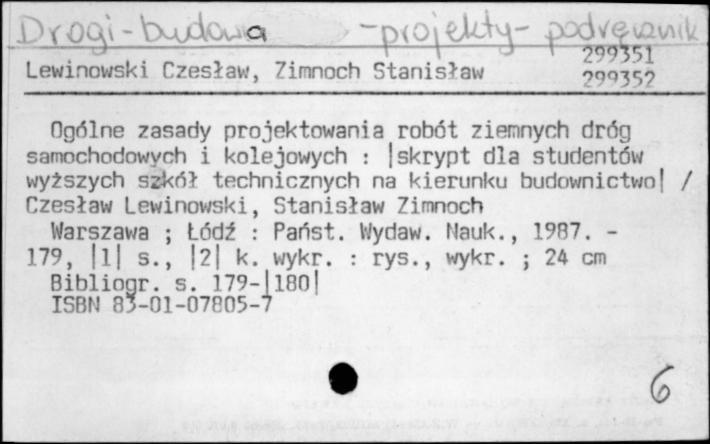 Drogi-budowa -projekty- podręcznik
299351
Lewinowski Czesław, Zimnoch Stanisław
299352
Ogólne zasady projektowania robót ziemnych dróg
samochodowych i kolejowych : |skrypt dla studentów
wyższych szkół technicznych na kierunku budownictwo| /
Czesław Lewinowski, Stanisław Zimnoch
Warszawa ; Łódź : Państ. Wydaw. Nauk., 1987. -
179, |1| s., |2| k. wykr. : rys., wykr. ; 24 cm
Bibliogr. s. 179-|180|
ISBN 83-01-07805-7
6